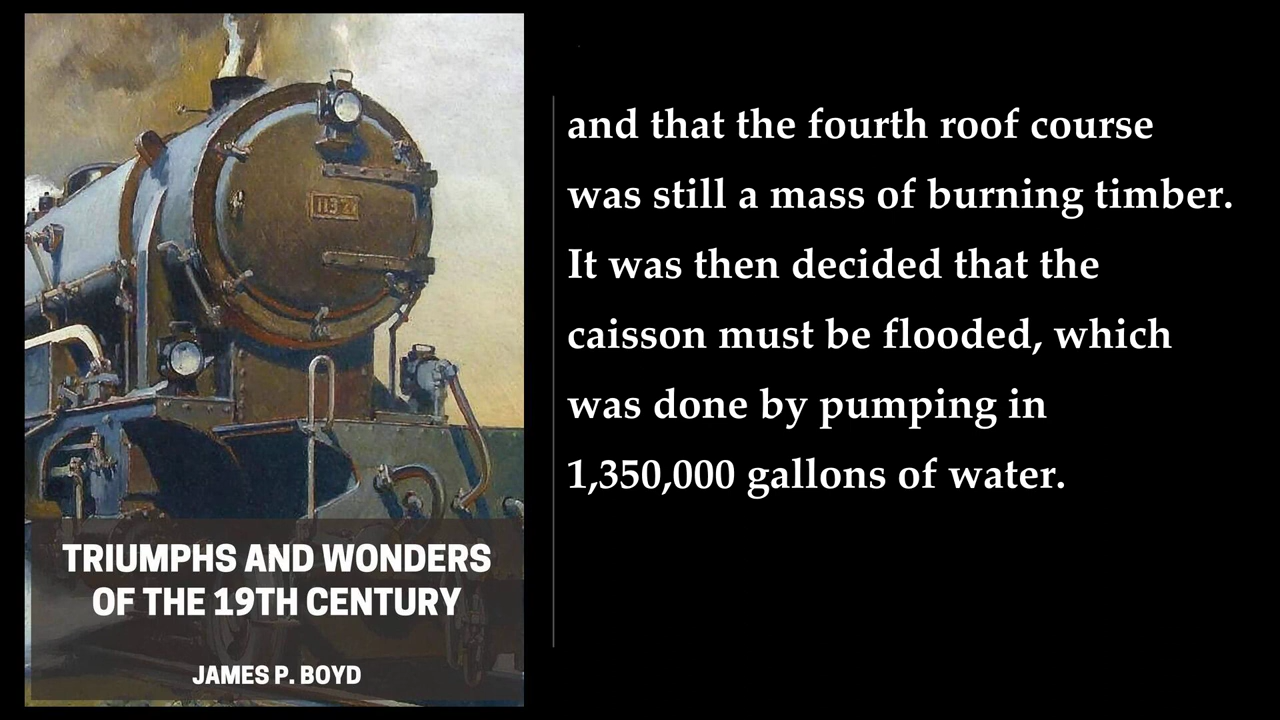 and that the fourth roof course
was still a mass of burning timber.
It was then decided that the
caisson must be flooded, which
was done by pumping in
1,350,000 gallons of water.
TRIUMPHS AND WONDERS
OF THE 19TH CENTURY
JAMES P. BOYD